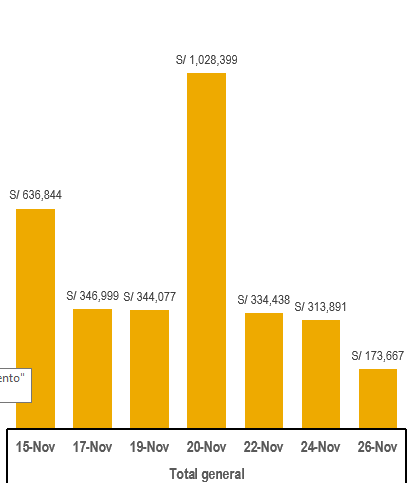 S/ 1,028,399
S/ 636,844
S/ 346,999 S/ 344,077
S/ 334,438
S/ 313,891
S/ 173,667
ento"
15-Nov 17-Nov 19-Nov 20-Nov 22-Nov 24-Nov 26-Nov
Total general